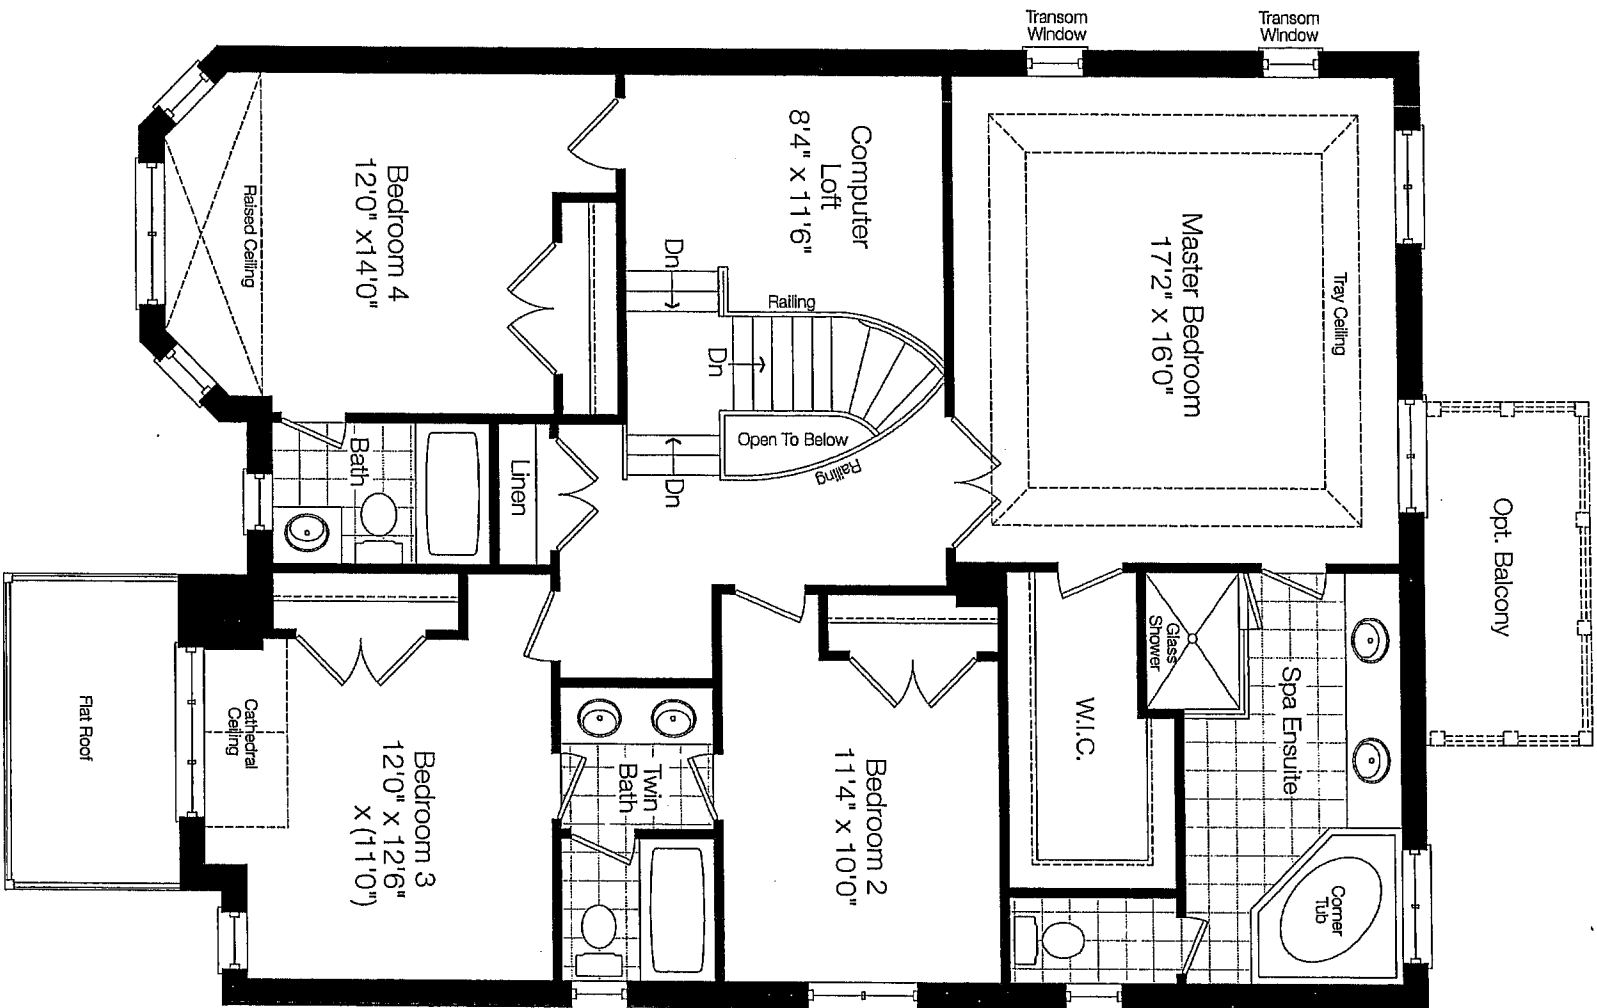 Transom
Window
Transom
Window
Computer
Loft
8'4" x 11'6"
Bedroom 4
12'0" x14'0"
Raised Ceiling
Master Bedroom
17'2" x 16'0"
Tray Ceiling
Dn
Railing
Dn
Open To Below
Railing
Dn
Bath
Linen
Opt. Balcony
Glass
Shower
Spa Ensuite
W.I.C.
Flat Roof
Cathedral
Ceiling
Bedroom 3
12'0" x 12'6"
x (11'0")
Twin
Bath
Bedroom 2
11'4" x 10'0"
Corner
Tub